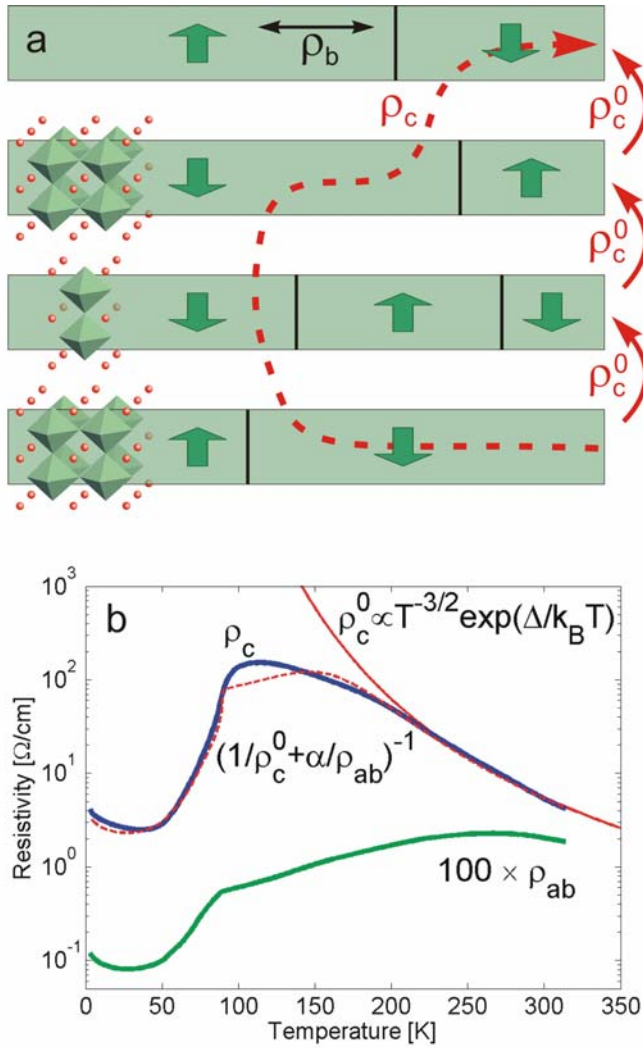 a
ρb
ρc
ρc0
ρc0
ρc0
b
ρc0∝T-3/2exp(Δ/kBT)
ρc
(1/ρc0+α/ρab)-1
100 × ρab
Resistivity [Ω/cm]
103
102
101
100
10-1
0 50 100 150 200 250 300 350
Temperature [K]